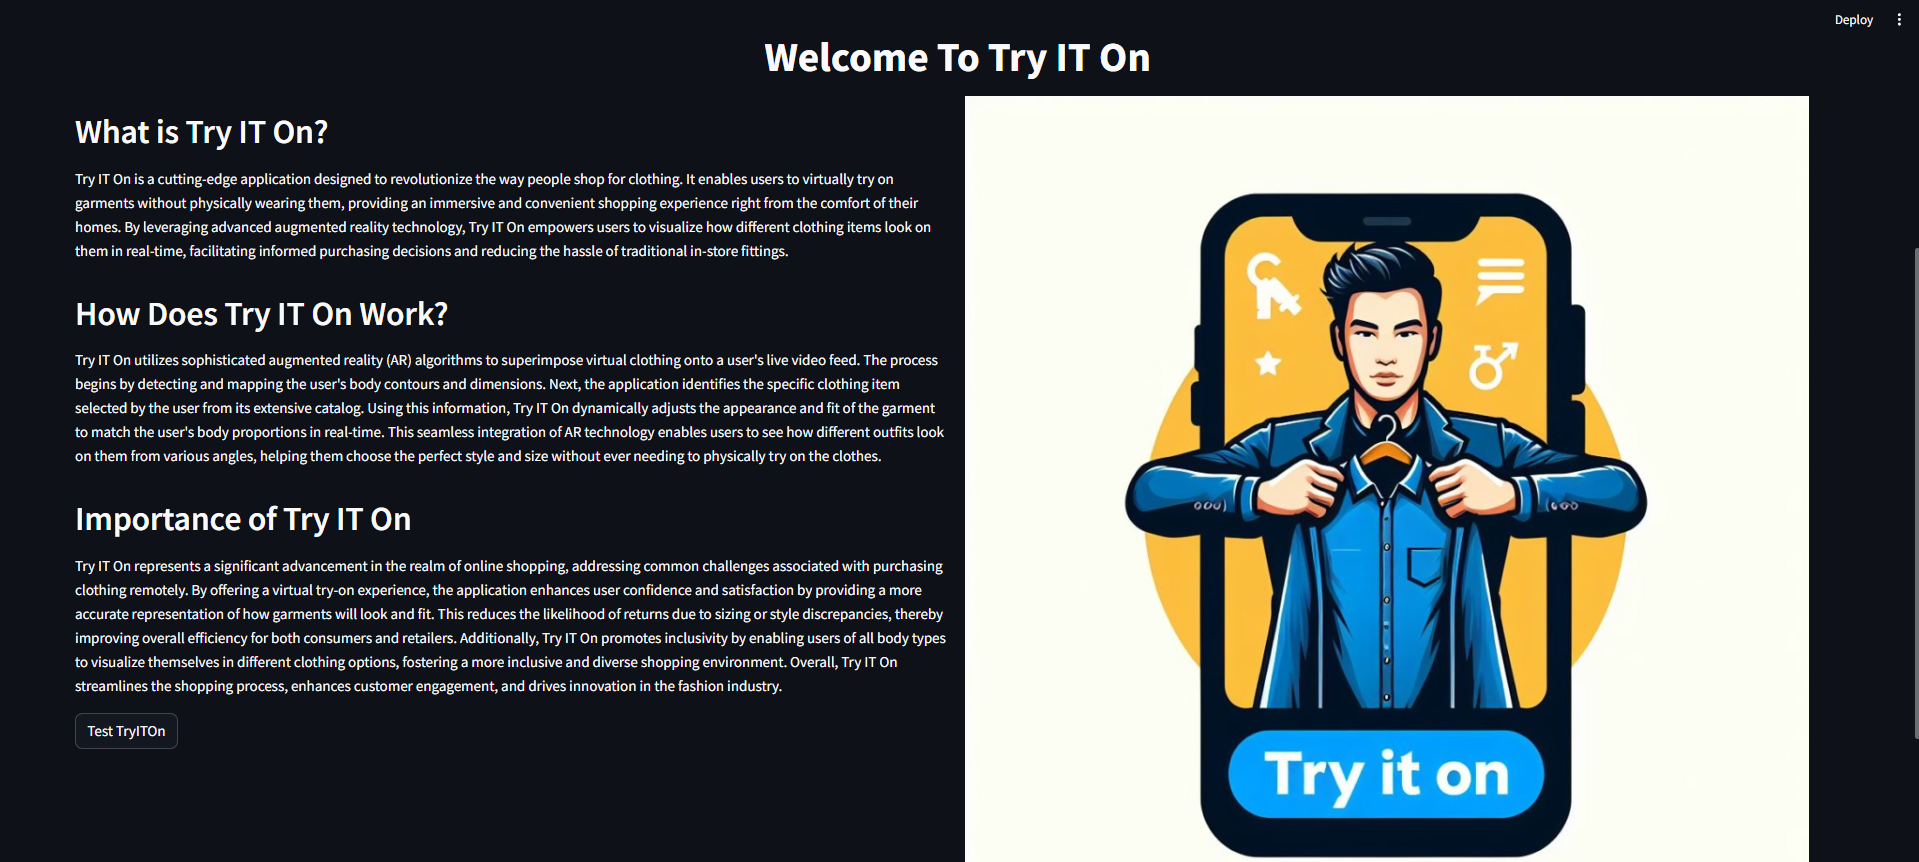 Deploy
Welcome To Try IT On
What is Try IT On?
Try IT On is a cutting-edge application designed to revolutionize the way people shop for clothing. It enables users to virtually try on
garments without physically wearing them, providing an immersive and convenient shopping experience right from the comfort of their
homes. By leveraging advanced augmented reality technology, Try IT On empowers users to visualize how different clothing items look on
them in real-time, facilitating informed purchasing decisions and reducing the hassle of traditional in-store fittings.
How Does Try IT On Work?
Try IT On utilizes sophisticated augmented reality (AR) algorithms to superimpose virtual clothing onto a user's live video feed. The process
begins by detecting and mapping the user's body contours and dimensions. Next, the application identifies the specific clothing item
selected by the user from its extensive catalog. Using this information, Try IT On dynamically adjusts the appearance and fit of the garment
to match the user's body proportions in real-time. This seamless integration of AR technology enables users to see how different outfits look
on them from various angles, helping them choose the perfect style and size without ever needing to physically try on the clothes.
Importance of Try IT On
Try IT On represents a significant advancement in the realm of online shopping, addressing common challenges associated with purchasing
clothing remotely. By offering a virtual try-on experience, the application enhances user confidence and satisfaction by providing a more
accurate representation of how garments will look and fit. This reduces the likelihood of returns due to sizing or style discrepancies, thereby
improving overall efficiency for both consumers and retailers. Additionally, Try IT On promotes inclusivity by enabling users of all body types
to visualize themselves in different clothing options, fostering a more inclusive and diverse shopping environment. Overall, Try IT On
streamlines the shopping process, enhances customer engagement, and drives innovation in the fashion industry.
Test TryITOn
Try it on